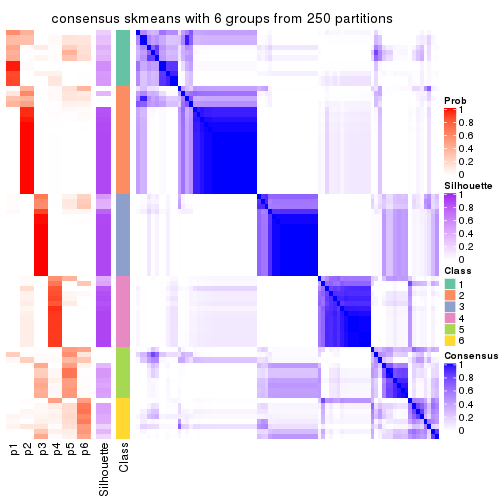 consensus skmeans with 6 groups from 250 partitions
Prob
1
0.8
0.6
0.4
0.2
0
Silhouette
1
0.8
0.6
0.4
0.2
0
Class
1
2
3
4
5
6
Consensus
1
0.8
0.6
0.4
0.2
0
p1
p2
p3
p4
p5
p6
Silhouette
Class